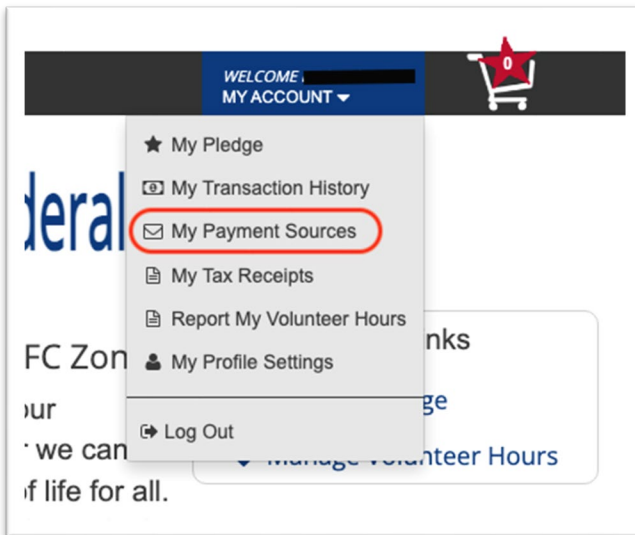 WELCOME
MY ACCOUNT
0
My Pledge
My Transaction History
deral
My Payment Sources
My Tax Receipts
Report My Volunteer Hours
nks
FC Zon
My Profile Settings
our
ge
Log Out
we can
Manage Volunteer Hours
of life for all.